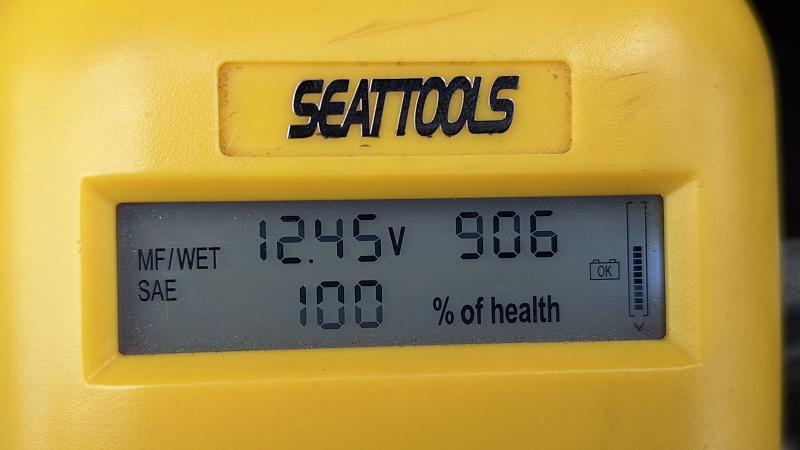 SEATTOOLS
MF/WET 12.45V 906
SAE 100 % of health
OK
V